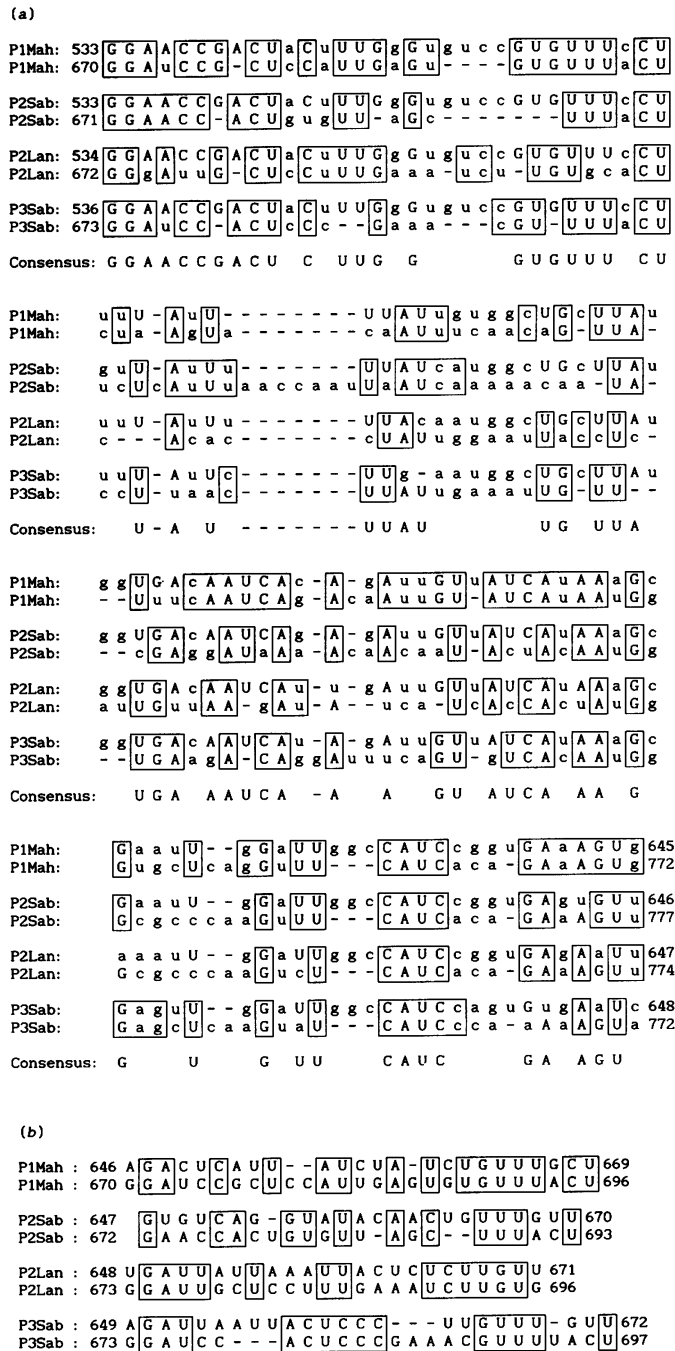 (a)
P1Mah: 533 G G A A C C G A C U a C u U U G g G u g u c c G U G U U U c C U
P1Mah: 670 G G A u C C G - C U c C a U U G a G u - - - - G U G U U U a C U
P2Sab: 533 G G A A C C G A C U a C u U U G g G u g u c c G U G U U U c C U
P2Sab: 671 G G A A C C - A C U g u g U U - a G c - - - - - - U U U a C U
P2Lan: 534 G G A A C C G A C U A C u U U G g G u g u c c G U G U U U c C U
P2Lan: 672 G G g A u u G - C U c C u U U G a a a - u c u - U G U g c a C U
P3Sab: 536 G G A A C C G A C U a C u U U G g G u g u c c G U G U U U c C U
P3Sab: 673 G G A u C C - A C U c C c - - G a a a - - - c G U - U U U a C U
Consensus: G G A A C C G A C U C U U G G G U G U U U C U
P1Mah: u u U - A u U - - - - - - - - U U A U u g u g g c U G c U U A u
P1Mah: c u a - A g U a - - - - - - - c a A U u u c a a c a G - U U A -
P2Sab: g u U - A u U u - - - - - - - U U A U c a u g g c U G c U U A u
P2Sab: u c U c A u U u a a c c a a u U a A U c a a a a a c a a - U A -
P2Lan: u u U - A u U u - - - - - - - U U A c a a u g g c U G c U U A u
P2Lan: c - - - A c a c - - - - - - - c U A U u g g a a u U a c c U c -
P3Sab: u u U - A u U c - - - - - - - U U g - a a u g g c U G c U U A u
P3Sab: c c U - u a a c - - - - - - - U U A U u g a a a u U G - U U - -
Consensus: U - A U - - - - - - - U U A U U G U U A
P1Mah: g g U G A c A A U C A c - A - g A u u G U u A U C A u A A a G c
P1Mah: - - U u u c A A U C A g - A c a A u u G U - A U C A u A A u G g
P2Sab: g g U G A c A A U C A g - A - g A u u G U u A U C A u A A a G c
P2Sab: - - c G A g g A U a A a - A c a A c a a U - A c u A c A A u G g
P2Lan: g g U G A c A A U C A u - u - g A u u G U u A U C A u A A a G c
P2Lan: a u U G u u A A - g A u - A - - u c a - U c A c C A c u A u G g
P3Sab: g g U G A c A A U C A u - A - g A u u G U u A U C A u A A a G c
P3Sab: - - U G A a g A - C A g g A u u u c a G U - g U C A c A A u G g
Consensus: U G A A A U C A - A A G U A U C A A A G
P1Mah: G a a u U - - g G a U U g g c C A U C c g g u G A a A G U g 645
P1Mah: G u g c U c a g G u U U - - - C A U C a c a - G A a A G U g 772
P2Sab: G a a u U - - g G a U U g g c C A U C c g g u G A g u G U u 646
P2Sab: G c g c c c a a G u U U - - - C A U C a c a - G A a A G U u 777
P2Lan: a a a u U - - g G a U U g g c C A U C c g g u G A g A a U u 647
P2Lan: G c g c c c a a G u c U - - - C A U C a c a - G A a A G U u 774
P3Sab: G a g u U - - g G a U U g g c C A U C c a g u G u g A a U c 648
P3Sab: G a g c U c a a G u a U - - - C A U C c c a - a A a A G U a 772
Consensus: G U G U U C A U C G A A G U
(b)
P1Mah : 646 A G A C U C A U U - - A U C U A - U C U G U U U G C U 669
P1Mah : 670 G G A U C C G C U C C A U U G A G U G U G U U U A C U 696
P2Sab : 647 G U G U C A G - G U A U A C A A C U G U U U G U U 670
P2Sab : 672 G A A C C A C U G U G U U - A G C - - U U U A C U 693
P2Lan : 648 U G A U U A U U A A A U U A C U C U C U U G U U 671
P2Lan : 673 G G A U U G C U C C U U U G A A A U C U U G U G 696
P3Sab : 649 A G A U U A A U U A C U C C C - - - U U G U U U - G U U 672
P3Sab : 673 G G A U C C - - - A C U C C C G A A A C G U U U U A C U 697